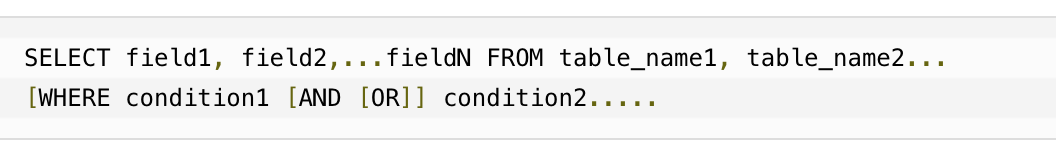 SELECT field1, field2,...fieldN FROM table_name1, table_name2...
[WHERE condition1 [AND [OR]] condition2.....